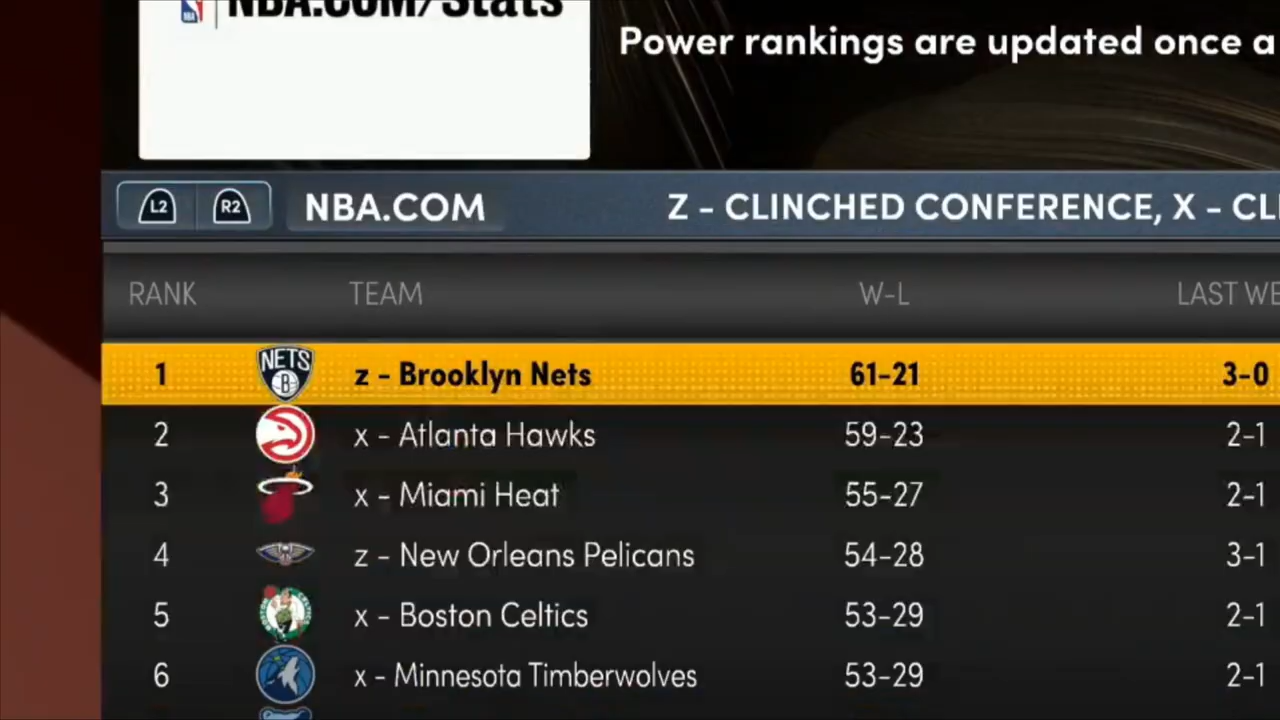 NBA.COM/Stats
Power rankings are updated once a
L2 R2 NBA.COM Z - CLINCHED CONFERENCE, X - CLI
RANK TEAM W-L LAST WE
1 NETS B z - Brooklyn Nets 61-21 3-0
2 x - Atlanta Hawks 59-23 2-1
3 x - Miami Heat 55-27 2-1
4 z - New Orleans Pelicans 54-28 3-1
5 x - Boston Celtics 53-29 2-1
6 x - Minnesota Timberwolves 53-29 2-1